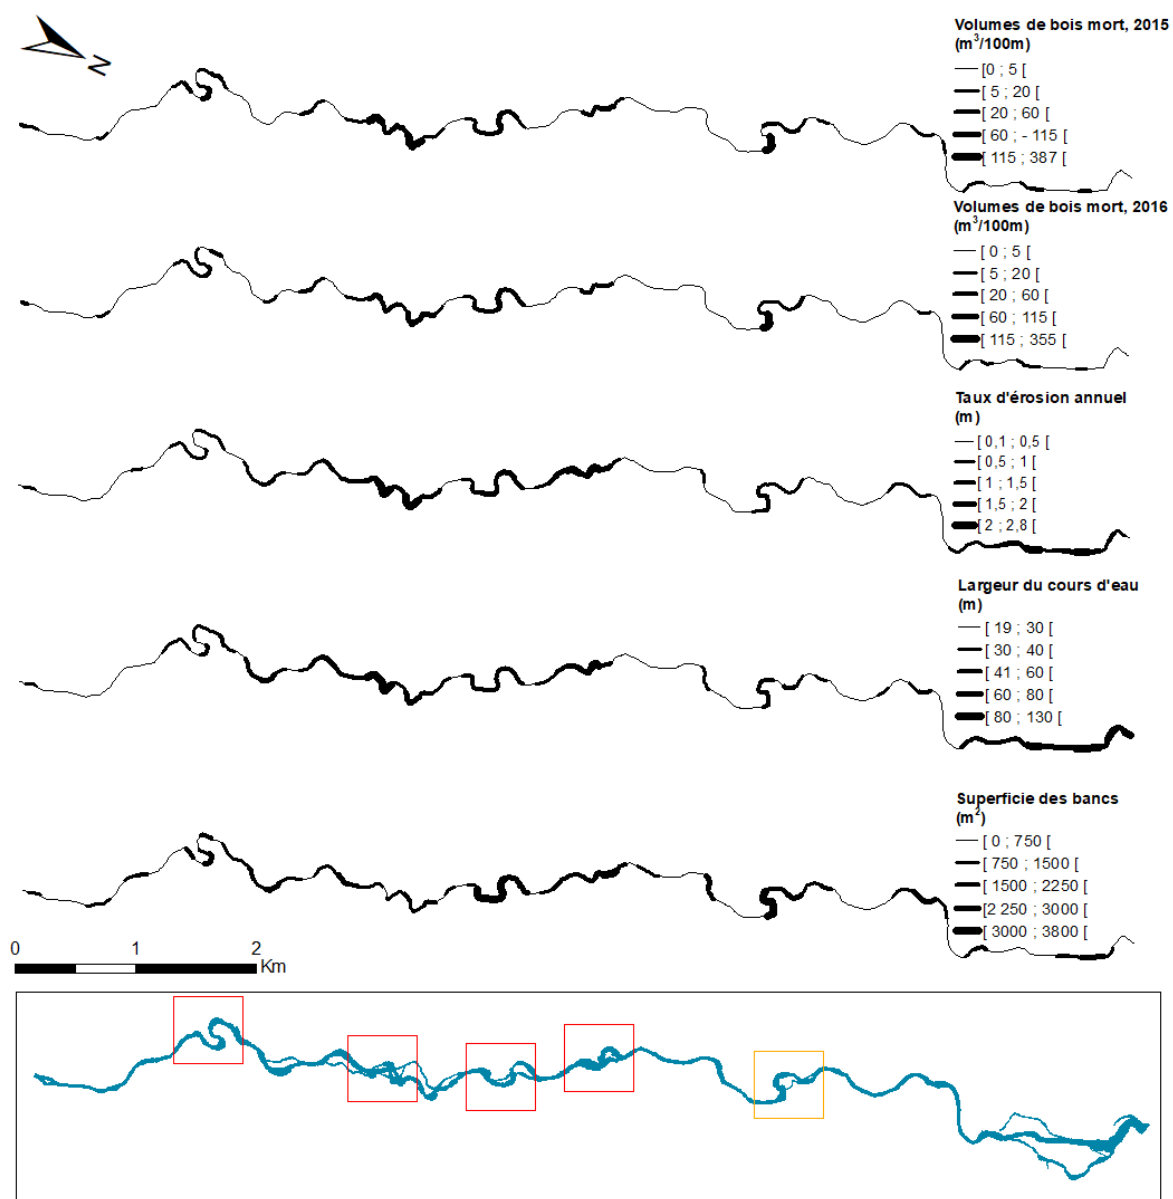 N
Volumes de bois mort, 2015
(m³/100m)
[0 ; 5 [
[ 5 ; 20 [
[ 20 ; 60 [
[ 60 ; - 115 [
[ 115 ; 387 [
Volumes de bois mort, 2016
(m³/100m)
[ 0 ; 5 [
[ 5 ; 20 [
[ 20 ; 60 [
[ 60 ; 115 [
[ 115 ; 355 [
Taux d'érosion annuel
(m)
[ 0,1 ; 0,5 [
[ 0,5 ; 1 [
[ 1 ; 1,5 [
[ 1,5 ; 2 [
[ 2 ; 2,8 [
Largeur du cours d'eau
(m)
[ 19 ; 30 [
[ 30 ; 40 [
[ 41 ; 60 [
[ 60 ; 80 [
[ 80 ; 130 [
Superficie des bancs
(m²)
[ 0 ; 750 [
[ 750 ; 1500 [
[ 1500 ; 2250 [
[2 250 ; 3000 [
[ 3000 ; 3800 [
0 1 2
Km